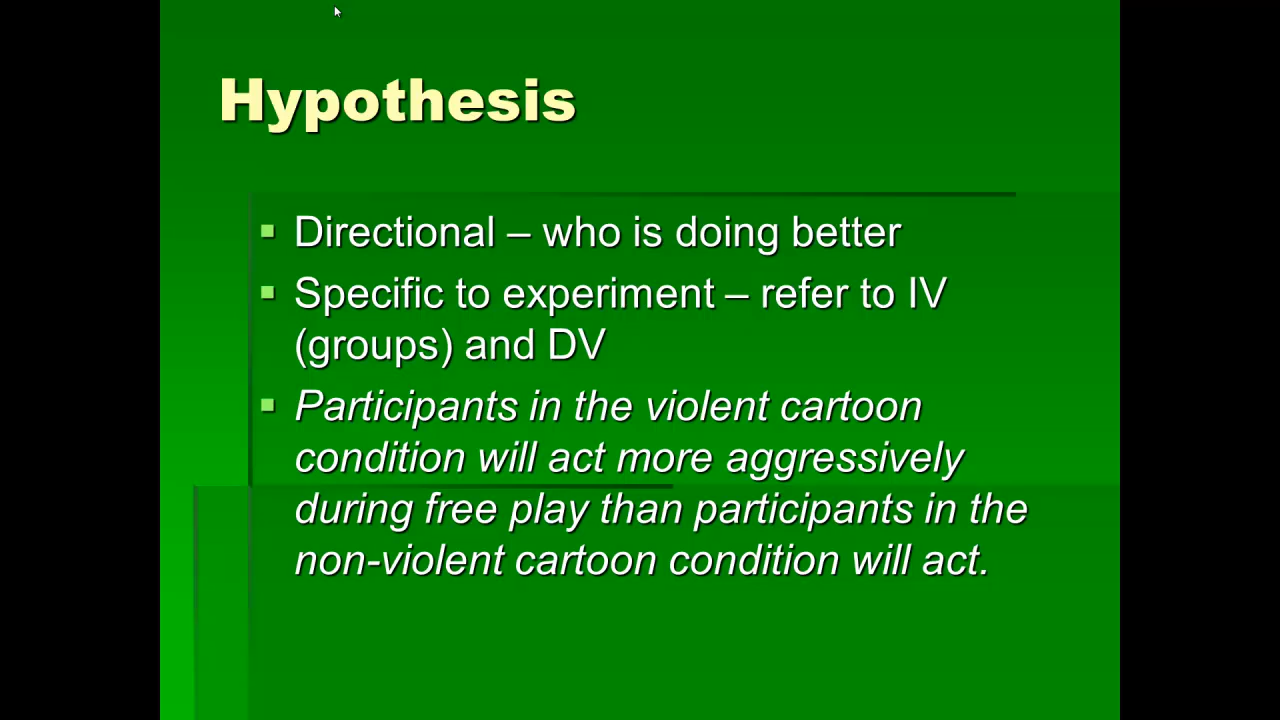 Hypothesis
▪ Directional – who is doing better
▪ Specific to experiment – refer to IV
(groups) and DV
▪ Participants in the violent cartoon
condition will act more aggressively
during free play than participants in the
non-violent cartoon condition will act.